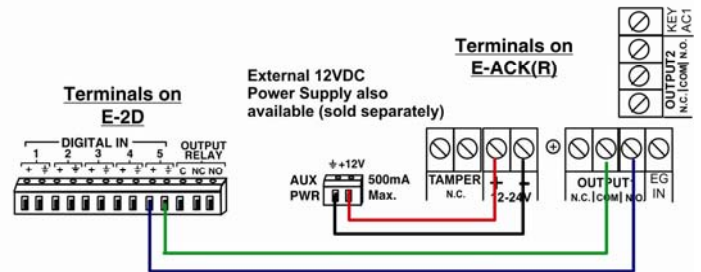 Terminals on
E-2D
DIGITAL IN
1 2 3 4 5
OUTPUT
RELAY
+ + + + + C NC NO
External 12VDC
Power Supply also
available (sold separately)
+12V
AUX
PWR
500mA
Max.
Terminals on
E-ACK(R)
TAMPER
N.C.
+ -
12-24V
OUTPUT1
N.C. COM N.O.
EG
IN
KEY
AC1
OUTPUT2
N.C. COM N.O.